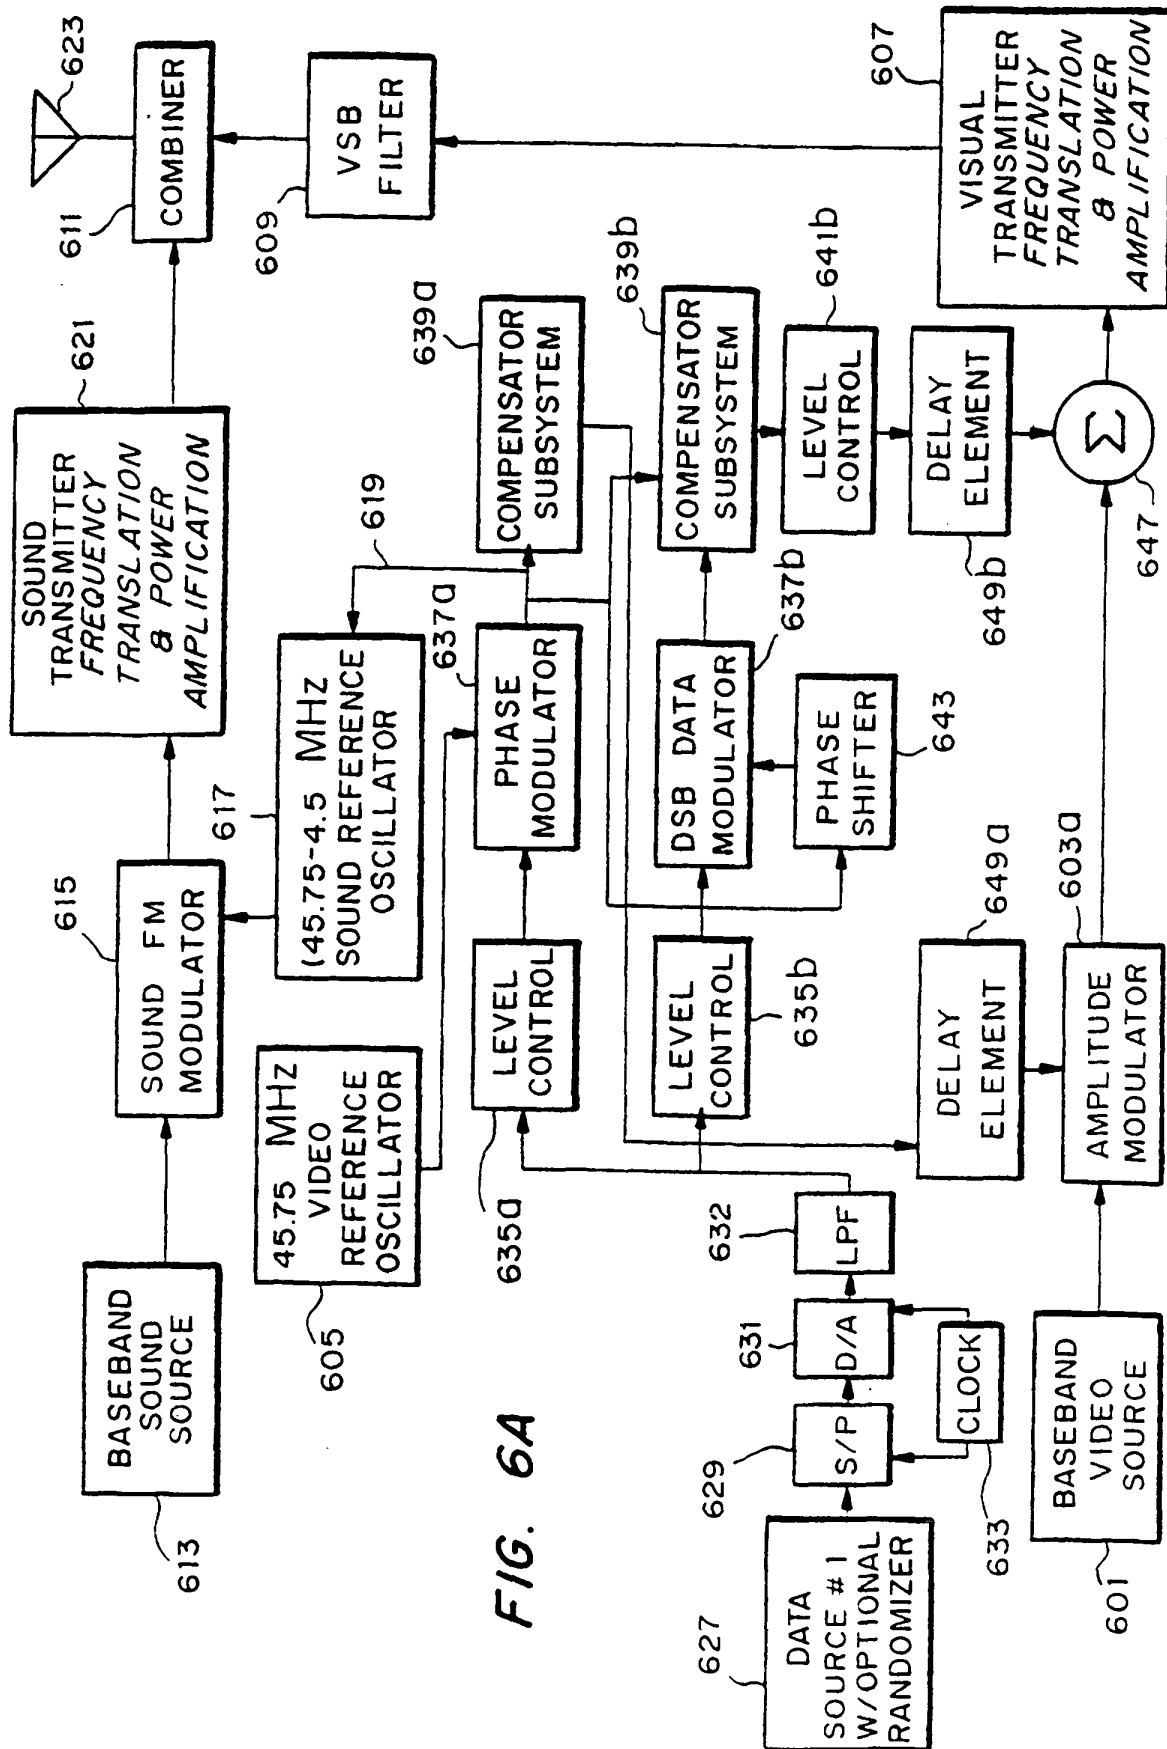 613
BASEBAND
SOUND
SOURCE
615
SOUND FM
MODULATOR
621
SOUND
TRANSMITTER
FREQUENCY
TRANSLATION
& POWER
AMPLIFICATION
611
COMBINER
623
605
45.75 MHz
VIDEO
REFERENCE
OSCILLATOR
617
(45.75-4.5 MHz
SOUND REFERENCE
OSCILLATOR
619
609
VSB
FILTER
FIG. 6A
635a
LEVEL
CONTROL
637a
PHASE
MODULATOR
639a
COMPENSATOR
SUBSYSTEM
635b
LEVEL
CONTROL
DSB DATA
MODULATOR
637b
639b
COMPENSATOR
SUBSYSTEM
PHASE
SHIFTER
643
LEVEL
CONTROL
641b
627
DATA
SOURCE #1
W/OPTIONAL
RANDOMIZER
629
S/P
631
D/A
632
LPF
CLOCK
633
DELAY
ELEMENT
649a
DELAY
ELEMENT
649b
601
BASEBAND
VIDEO
SOURCE
AMPLITUDE
MODULATOR
603a
Σ
647
607
VISUAL
TRANSMITTER
FREQUENCY
TRANSLATION
& POWER
AMPLIFICATION